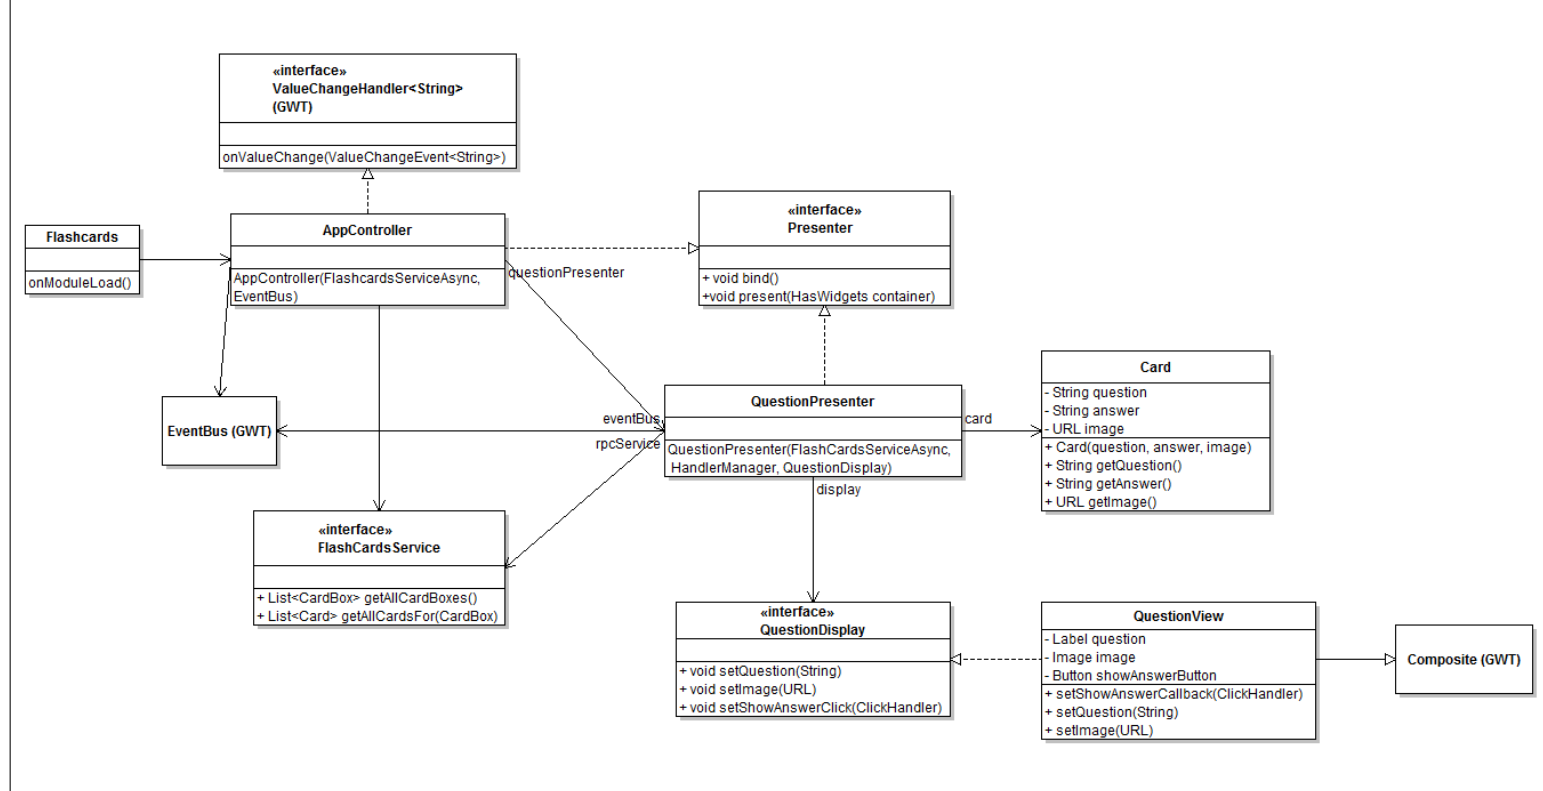 «interface»
ValueChangeHandler<String>
(GWT)
onValueChange(ValueChangeEvent<String>)
Flashcards
onModuleLoad()
AppController
AppController(FlashcardsServiceAsync,
EventBus)
questionPresenter
«interface»
Presenter
+ void bind()
+void present(HasWidgets container)
EventBus (GWT)
eventBus
rpcService
QuestionPresenter
QuestionPresenter(FlashCardsServiceAsync,
HandlerManager, QuestionDisplay)
card
display
Card
- String question
- String answer
- URL image
+ Card(question, answer, image)
+ String getQuestion()
+ String getAnswer()
+ URL getImage()
«interface»
FlashCardsService
+ List<CardBox> getAllCardBoxes()
+ List<Card> getAllCardsFor(CardBox)
«interface»
QuestionDisplay
+ void setQuestion(String)
+ void setImage(URL)
+ void setShowAnswerClick(ClickHandler)
QuestionView
- Label question
- Image image
- Button showAnswerButton
+ setShowAnswerCallback(ClickHandler)
+ setQuestion(String)
+ setImage(URL)
Composite (GWT)